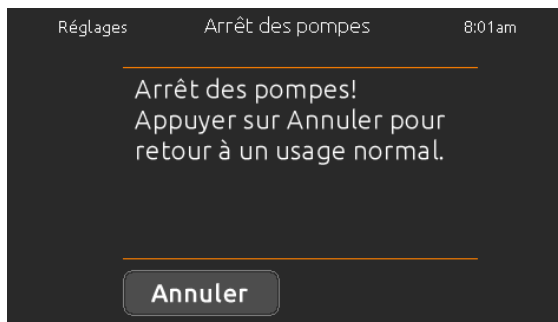 Réglages Arrêt des pompes 8:01am
Arrêt des pompes!
Appuyer sur Annuler pour
retour à un usage normal.
Annuler